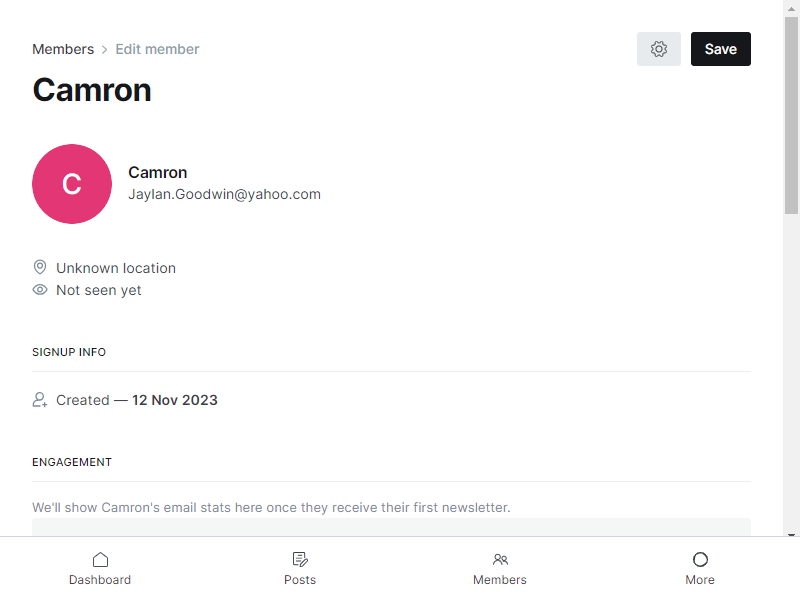 Members > Edit member
Save
Camron
C
Camron
Jaylan.Goodwin@yahoo.com
Unknown location
Not seen yet
SIGNUP INFO
Created — 12 Nov 2023
ENGAGEMENT
We'll show Camron's email stats here once they receive their first newsletter.
Dashboard
Posts
Members
More